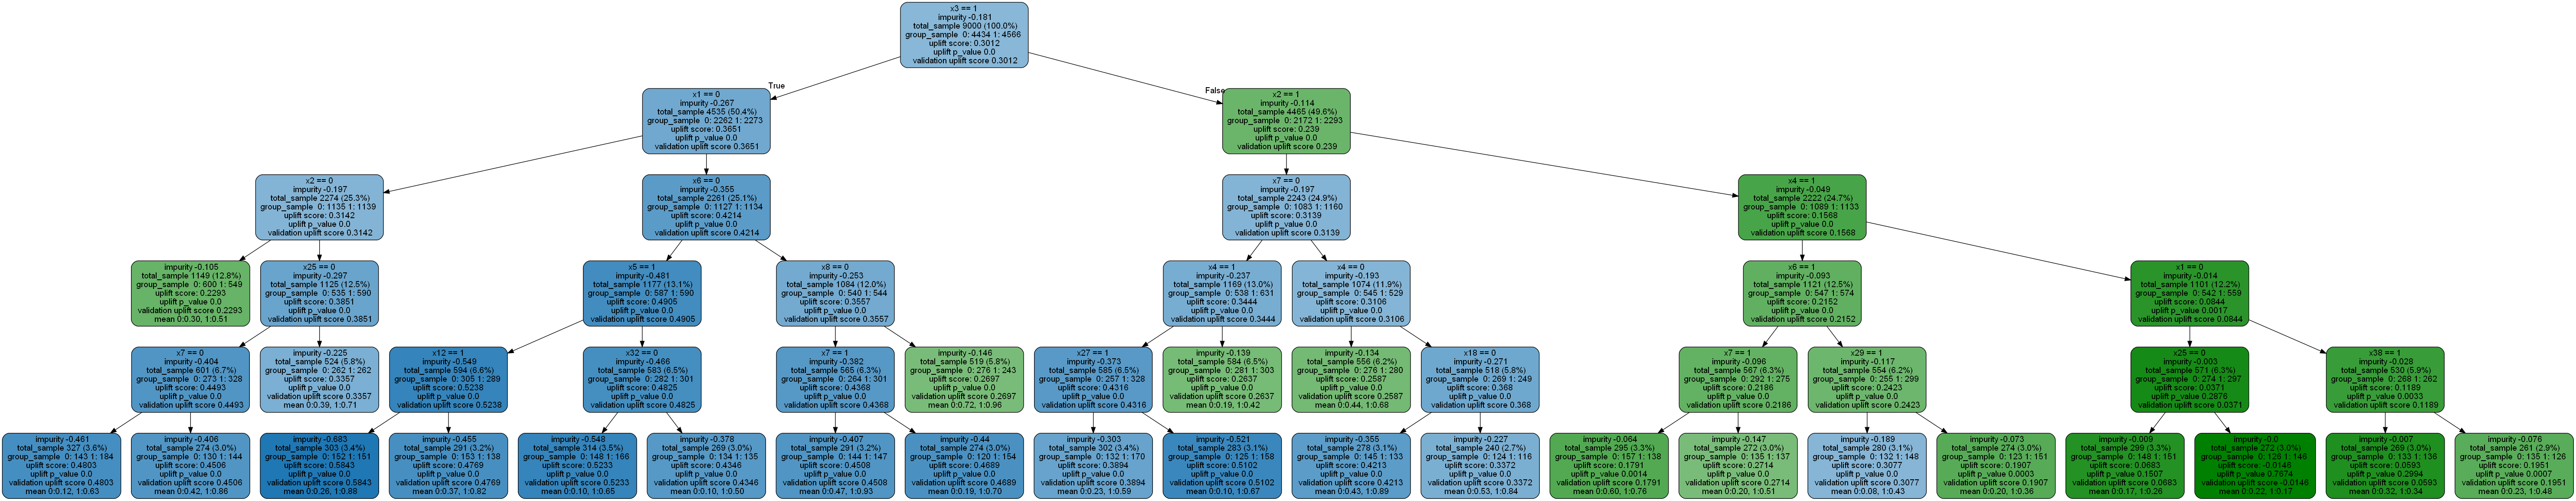 x3 == 1
impurity -0.181
total_sample 9000 (100.0%)
group_sample 0: 4434 1: 4566
uplift score: 0.3012
uplift p_value 0.0
validation uplift score 0.3012
True
False
x1 == 0
impurity -0.267
total_sample 4535 (50.4%)
group_sample 0: 2262 1: 2273
uplift score: 0.3651
uplift p_value 0.0
validation uplift score 0.3651
x2 == 1
impurity -0.114
total_sample 4465 (49.6%)
group_sample 0: 2172 1: 2293
uplift score: 0.239
uplift p_value 0.0
validation uplift score 0.239
x2 == 0
impurity -0.197
total_sample 2274 (25.3%)
group_sample 0: 1135 1: 1139
uplift score: 0.3142
uplift p_value 0.0
validation uplift score 0.3142
x6 == 0
impurity -0.355
total_sample 2261 (25.1%)
group_sample 0: 1127 1: 1134
uplift score: 0.4214
uplift p_value 0.0
validation uplift score 0.4214
x7 == 0
impurity -0.197
total_sample 2243 (24.9%)
group_sample 0: 1083 1: 1160
uplift score: 0.3139
uplift p_value 0.0
validation uplift score 0.3139
x4 == 1
impurity -0.049
total_sample 2222 (24.7%)
group_sample 0: 1089 1: 1133
uplift score: 0.1568
uplift p_value 0.0
validation uplift score 0.1568
impurity -0.105
total_sample 1149 (12.8%)
group_sample 0: 600 1: 549
uplift score: 0.2293
uplift p_value 0.0
validation uplift score 0.2293
mean 0:0.30, 1:0.51
x25 == 0
impurity -0.297
total_sample 1125 (12.5%)
group_sample 0: 535 1: 590
uplift score: 0.3851
uplift p_value 0.0
validation uplift score 0.3851
x5 == 1
impurity -0.481
total_sample 1177 (13.1%)
group_sample 0: 587 1: 590
uplift score: 0.4905
uplift p_value 0.0
validation uplift score 0.4905
x8 == 0
impurity -0.253
total_sample 1084 (12.0%)
group_sample 0: 540 1: 544
uplift score: 0.3557
uplift p_value 0.0
validation uplift score 0.3557
x4 == 1
impurity -0.237
total_sample 1169 (13.0%)
group_sample 0: 538 1: 631
uplift score: 0.3444
uplift p_value 0.0
validation uplift score 0.3444
x4 == 0
impurity -0.193
total_sample 1074 (11.9%)
group_sample 0: 545 1: 529
uplift score: 0.3106
uplift p_value 0.0
validation uplift score 0.3106
x6 == 1
impurity -0.093
total_sample 1121 (12.5%)
group_sample 0: 547 1: 574
uplift score: 0.2152
uplift p_value 0.0
validation uplift score 0.2152
x1 == 0
impurity -0.014
total_sample 1101 (12.2%)
group_sample 0: 542 1: 559
uplift score: 0.0844
uplift p_value 0.0017
validation uplift score 0.0844
x7 == 0
impurity -0.404
total_sample 601 (6.7%)
group_sample 0: 273 1: 328
uplift score: 0.4493
uplift p_value 0.0
validation uplift score 0.4493
impurity -0.225
total_sample 524 (5.8%)
group_sample 0: 262 1: 262
uplift score: 0.3357
uplift p_value 0.0
validation uplift score 0.3357
mean 0:0.39, 1:0.71
x12 == 1
impurity -0.549
total_sample 594 (6.6%)
group_sample 0: 305 1: 289
uplift score: 0.5238
uplift p_value 0.0
validation uplift score 0.5238
x32 == 0
impurity -0.466
total_sample 583 (6.5%)
group_sample 0: 282 1: 301
uplift score: 0.4825
uplift p_value 0.0
validation uplift score 0.4825
x7 == 1
impurity -0.382
total_sample 565 (6.3%)
group_sample 0: 264 1: 301
uplift score: 0.4368
uplift p_value 0.0
validation uplift score 0.4368
impurity -0.146
total_sample 519 (5.8%)
group_sample 0: 276 1: 243
uplift score: 0.2697
uplift p_value 0.0
validation uplift score 0.2697
mean 0:0.72, 1:0.96
x27 == 1
impurity -0.373
total_sample 585 (6.5%)
group_sample 0: 257 1: 328
uplift score: 0.4316
uplift p_value 0.0
validation uplift score 0.4316
impurity -0.139
total_sample 584 (6.5%)
group_sample 0: 281 1: 303
uplift score: 0.2637
uplift p_value 0.0
validation uplift score 0.2637
mean 0:0.19, 1:0.42
impurity -0.134
total_sample 556 (6.2%)
group_sample 0: 276 1: 280
uplift score: 0.2587
uplift p_value 0.0
validation uplift score 0.2587
mean 0:0.44, 1:0.68
x18 == 0
impurity -0.271
total_sample 518 (5.8%)
group_sample 0: 269 1: 249
uplift score: 0.368
uplift p_value 0.0
validation uplift score 0.368
x7 == 1
impurity -0.096
total_sample 567 (6.3%)
group_sample 0: 292 1: 275
uplift score: 0.2186
uplift p_value 0.0
validation uplift score 0.2186
x29 == 1
impurity -0.117
total_sample 554 (6.2%)
group_sample 0: 255 1: 299
uplift score: 0.2423
uplift p_value 0.0
validation uplift score 0.2423
x25 == 0
impurity -0.003
total_sample 571 (6.3%)
group_sample 0: 274 1: 297
uplift score: 0.0371
uplift p_value 0.2876
validation uplift score 0.0371
x38 == 1
impurity -0.028
total_sample 530 (5.9%)
group_sample 0: 268 1: 262
uplift score: 0.1189
uplift p_value 0.0033
validation uplift score 0.1189
impurity -0.461
total_sample 327 (3.6%)
group_sample 0: 143 1: 184
uplift score: 0.4803
uplift p_value 0.0
validation uplift score 0.4803
mean 0:0.12, 1:0.63
impurity -0.406
total_sample 274 (3.0%)
group_sample 0: 130 1: 144
uplift score: 0.4506
uplift p_value 0.0
validation uplift score 0.4506
mean 0:0.42, 1:0.86
impurity -0.683
total_sample 303 (3.4%)
group_sample 0: 152 1: 151
uplift score: 0.5843
uplift p_value 0.0
validation uplift score 0.5843
mean 0:0.26, 1:0.88
impurity -0.455
total_sample 291 (3.2%)
group_sample 0: 153 1: 138
uplift score: 0.4769
uplift p_value 0.0
validation uplift score 0.4769
mean 0:0.37, 1:0.82
impurity -0.548
total_sample 314 (3.5%)
group_sample 0: 148 1: 166
uplift score: 0.5233
uplift p_value 0.0
validation uplift score 0.5233
mean 0:0.10, 1:0.65
impurity -0.378
total_sample 269 (3.0%)
group_sample 0: 134 1: 135
uplift score: 0.4346
uplift p_value 0.0
validation uplift score 0.4346
mean 0:0.10, 1:0.50
impurity -0.407
total_sample 291 (3.2%)
group_sample 0: 144 1: 147
uplift score: 0.4508
uplift p_value 0.0
validation uplift score 0.4508
mean 0:0.47, 1:0.93
impurity -0.44
total_sample 274 (3.0%)
group_sample 0: 120 1: 154
uplift score: 0.4689
uplift p_value 0.0
validation uplift score 0.4689
mean 0:0.19, 1:0.70
impurity -0.303
total_sample 302 (3.4%)
group_sample 0: 132 1: 170
uplift score: 0.3894
uplift p_value 0.0
validation uplift score 0.3894
mean 0:0.23, 1:0.59
impurity -0.521
total_sample 283 (3.1%)
group_sample 0: 125 1: 158
uplift score: 0.5102
uplift p_value 0.0
validation uplift score 0.5102
mean 0:0.10, 1:0.67
impurity -0.355
total_sample 278 (3.1%)
group_sample 0: 145 1: 133
uplift score: 0.4213
uplift p_value 0.0
validation uplift score 0.4213
mean 0:0.43, 1:0.89
impurity -0.227
total_sample 240 (2.7%)
group_sample 0: 124 1: 116
uplift score: 0.3372
uplift p_value 0.0
validation uplift score 0.3372
mean 0:0.53, 1:0.84
impurity -0.064
total_sample 295 (3.3%)
group_sample 0: 157 1: 138
uplift score: 0.1791
uplift p_value 0.0014
validation uplift score 0.1791
mean 0:0.60, 1:0.76
impurity -0.147
total_sample 272 (3.0%)
group_sample 0: 135 1: 137
uplift score: 0.2714
uplift p_value 0.0
validation uplift score 0.2714
mean 0:0.20, 1:0.51
impurity -0.189
total_sample 280 (3.1%)
group_sample 0: 132 1: 148
uplift score: 0.3077
uplift p_value 0.0
validation uplift score 0.3077
mean 0:0.08, 1:0.43
impurity -0.073
total_sample 274 (3.0%)
group_sample 0: 123 1: 151
uplift score: 0.1907
uplift p_value 0.0003
validation uplift score 0.1907
mean 0:0.20, 1:0.36
impurity -0.009
total_sample 299 (3.3%)
group_sample 0: 148 1: 151
uplift score: 0.0683
uplift p_value 0.1507
validation uplift score 0.0683
mean 0:0.17, 1:0.26
impurity -0.0
total_sample 272 (3.0%)
group_sample 0: 126 1: 146
uplift score: -0.0146
uplift p_value 0.7674
validation uplift score -0.0146
mean 0:0.22, 1:0.17
impurity -0.007
total_sample 269 (3.0%)
group_sample 0: 133 1: 136
uplift score: 0.0593
uplift p_value 0.2994
validation uplift score 0.0593
mean 0:0.32, 1:0.34
impurity -0.076
total_sample 261 (2.9%)
group_sample 0: 135 1: 126
uplift score: 0.1951
uplift p_value 0.0007
validation uplift score 0.1951
mean 0:0.23, 1:0.48